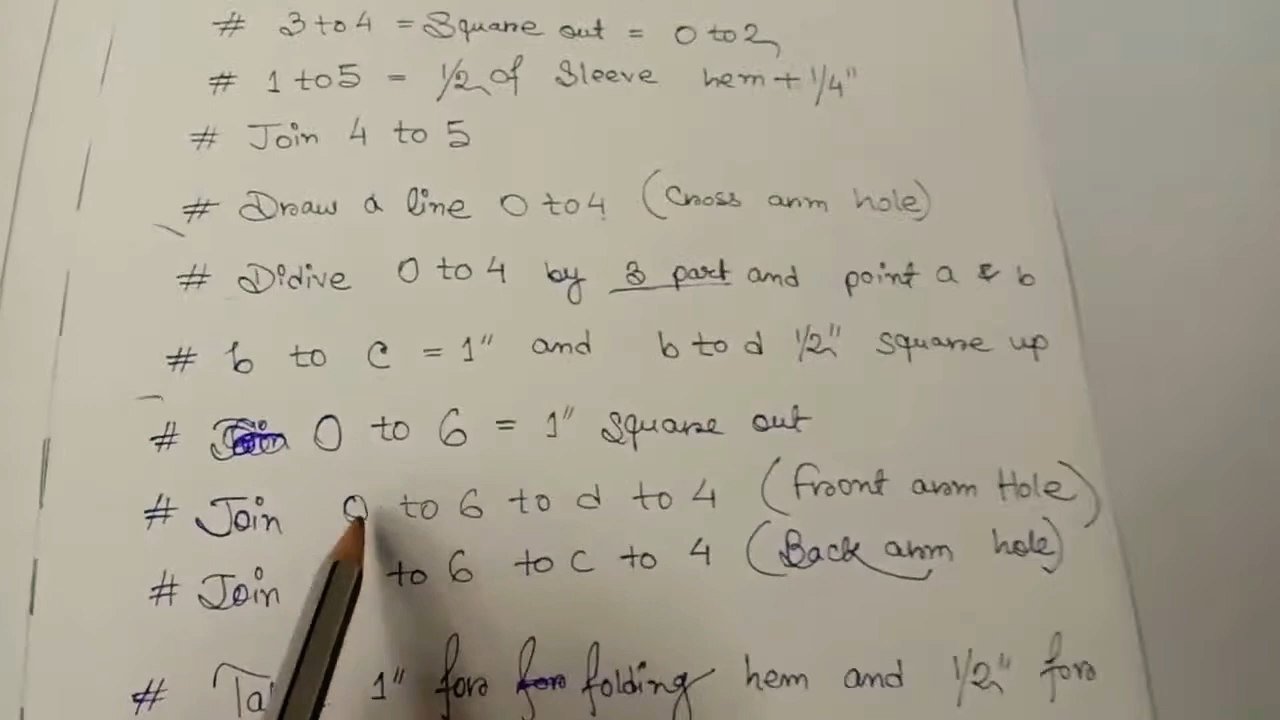 # 3 to 4 = Square out = 0 to 2
# 1 to 5 = 1/2 of Sleeve hem + 1/4"
# Join 4 to 5
# Draw a line 0 to 4 (Cross arm hole)
# Didive 0 to 4 by 3 part and point a & b
# b to c = 1" and b to d 1/2" square up
# 0 to 6 = 1" Square out
# Join 0 to 6 to d to 4 (Front arm Hole)
# Join to 6 to c to 4 (Back arm hole)
# 1" for for folding hem and 1/2" for